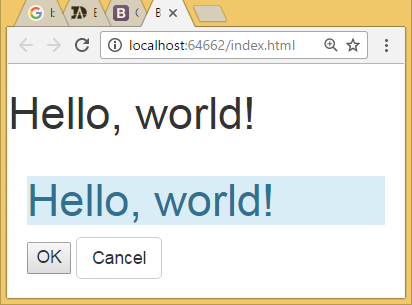 localhost:64662/index.html
Hello, world!
Hello, world!
OK Cancel